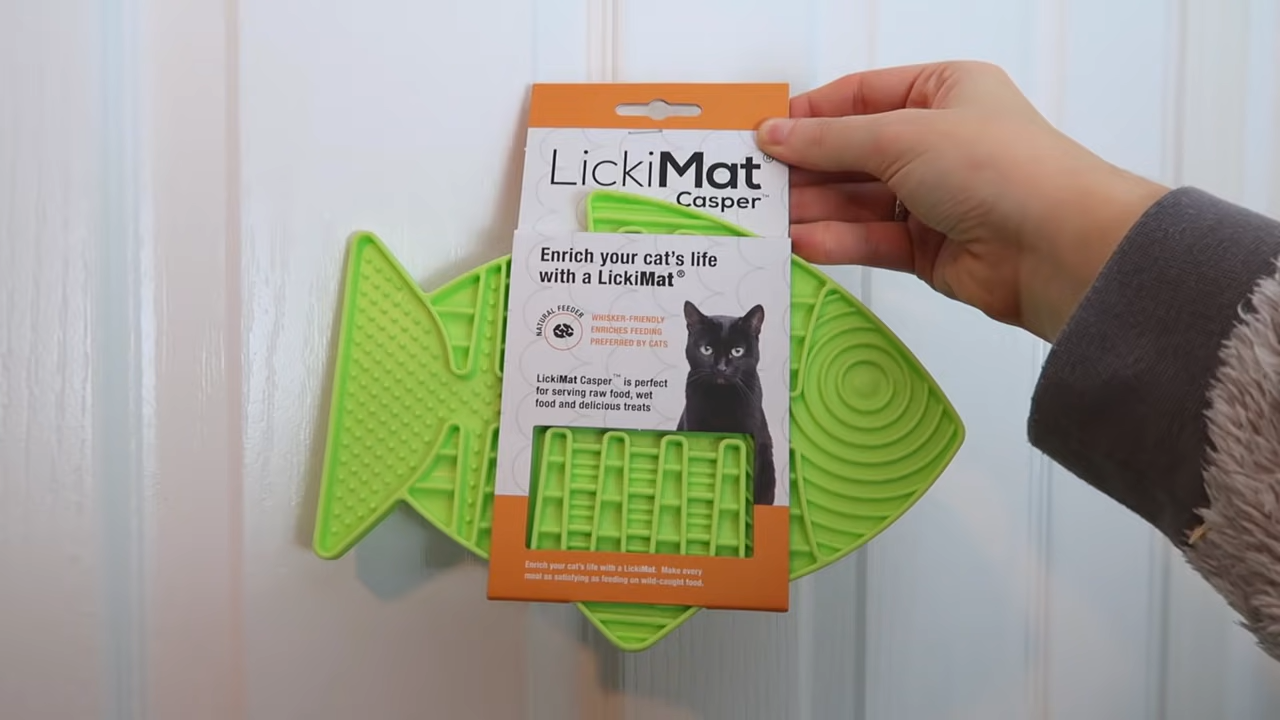 LickiMat®
Casper™
Enrich your cat's life
with a LickiMat®
NATURAL FEEDER
WHISKER-FRIENDLY
ENRICHES FEEDING
PREFERRED BY CATS
LickiMat Casper™ is perfect
for serving raw food, wet
food and delicious treats
Enrich your cat's life with a LickiMat. Make every
meal as satisfying as feeding on wild-caught food.